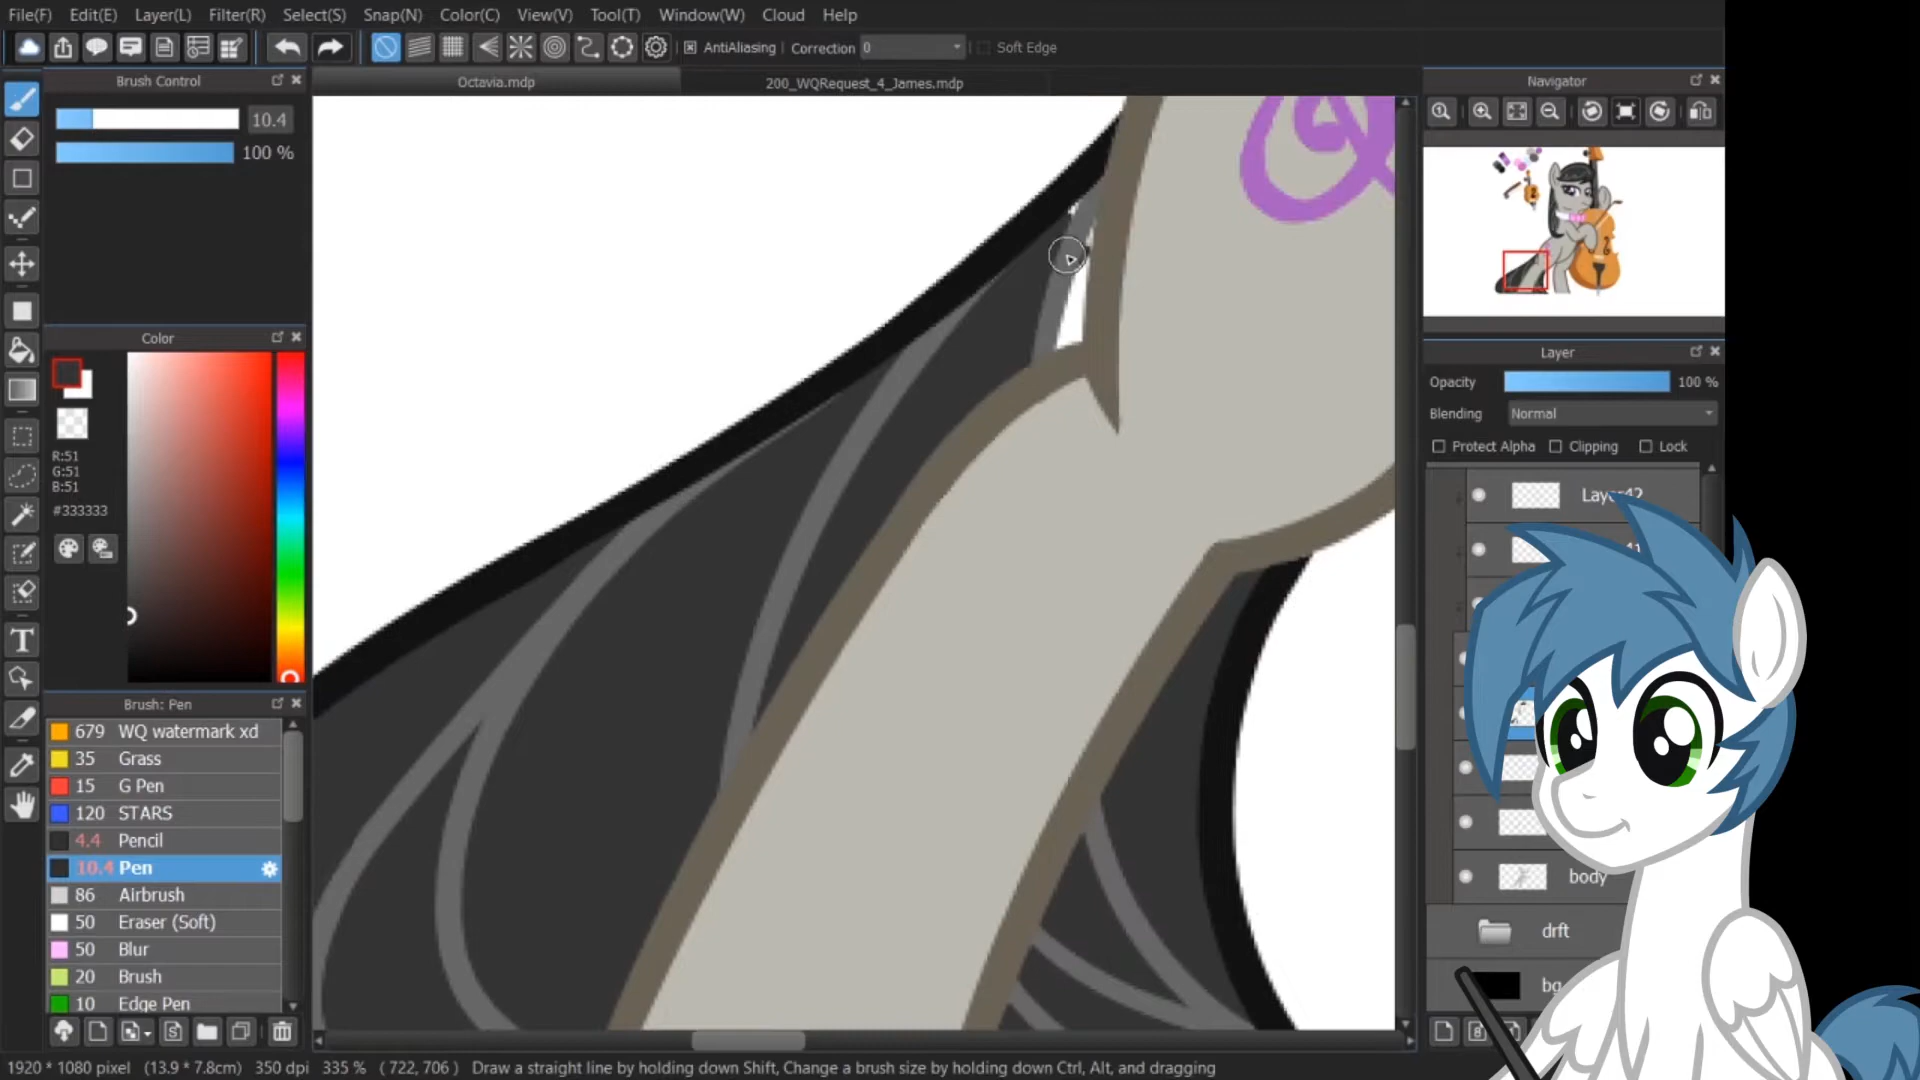 File(F) Edit(E) Layer(L) Filter(R) Select(S) Snap(N) Color(C) View(V) Tool(T) Window(W) Cloud Help
AntiAliasing Correction 0 Soft Edge
Brush Control
Octavia.mdp
200_WQRequest_4_James.mdp
Navigator
10.4
100 %
Color
R:51
G:51
B:51
#333333
Layer
Opacity 100 %
Blending Normal
Protect Alpha Clipping Lock
Layer42
body
drft
bg
Brush: Pen
679 WQ watermark xd
35 Grass
15 G Pen
120 STARS
4.4 Pencil
10.4 Pen
86 Airbrush
50 Eraser (Soft)
50 Blur
20 Brush
10 Edge Pen
1920 * 1080 pixel (13.9 * 7.8cm) 350 dpi 335 % ( 722, 706 ) Draw a straight line by holding down Shift, Change a brush size by holding down Ctrl, Alt, and dragging